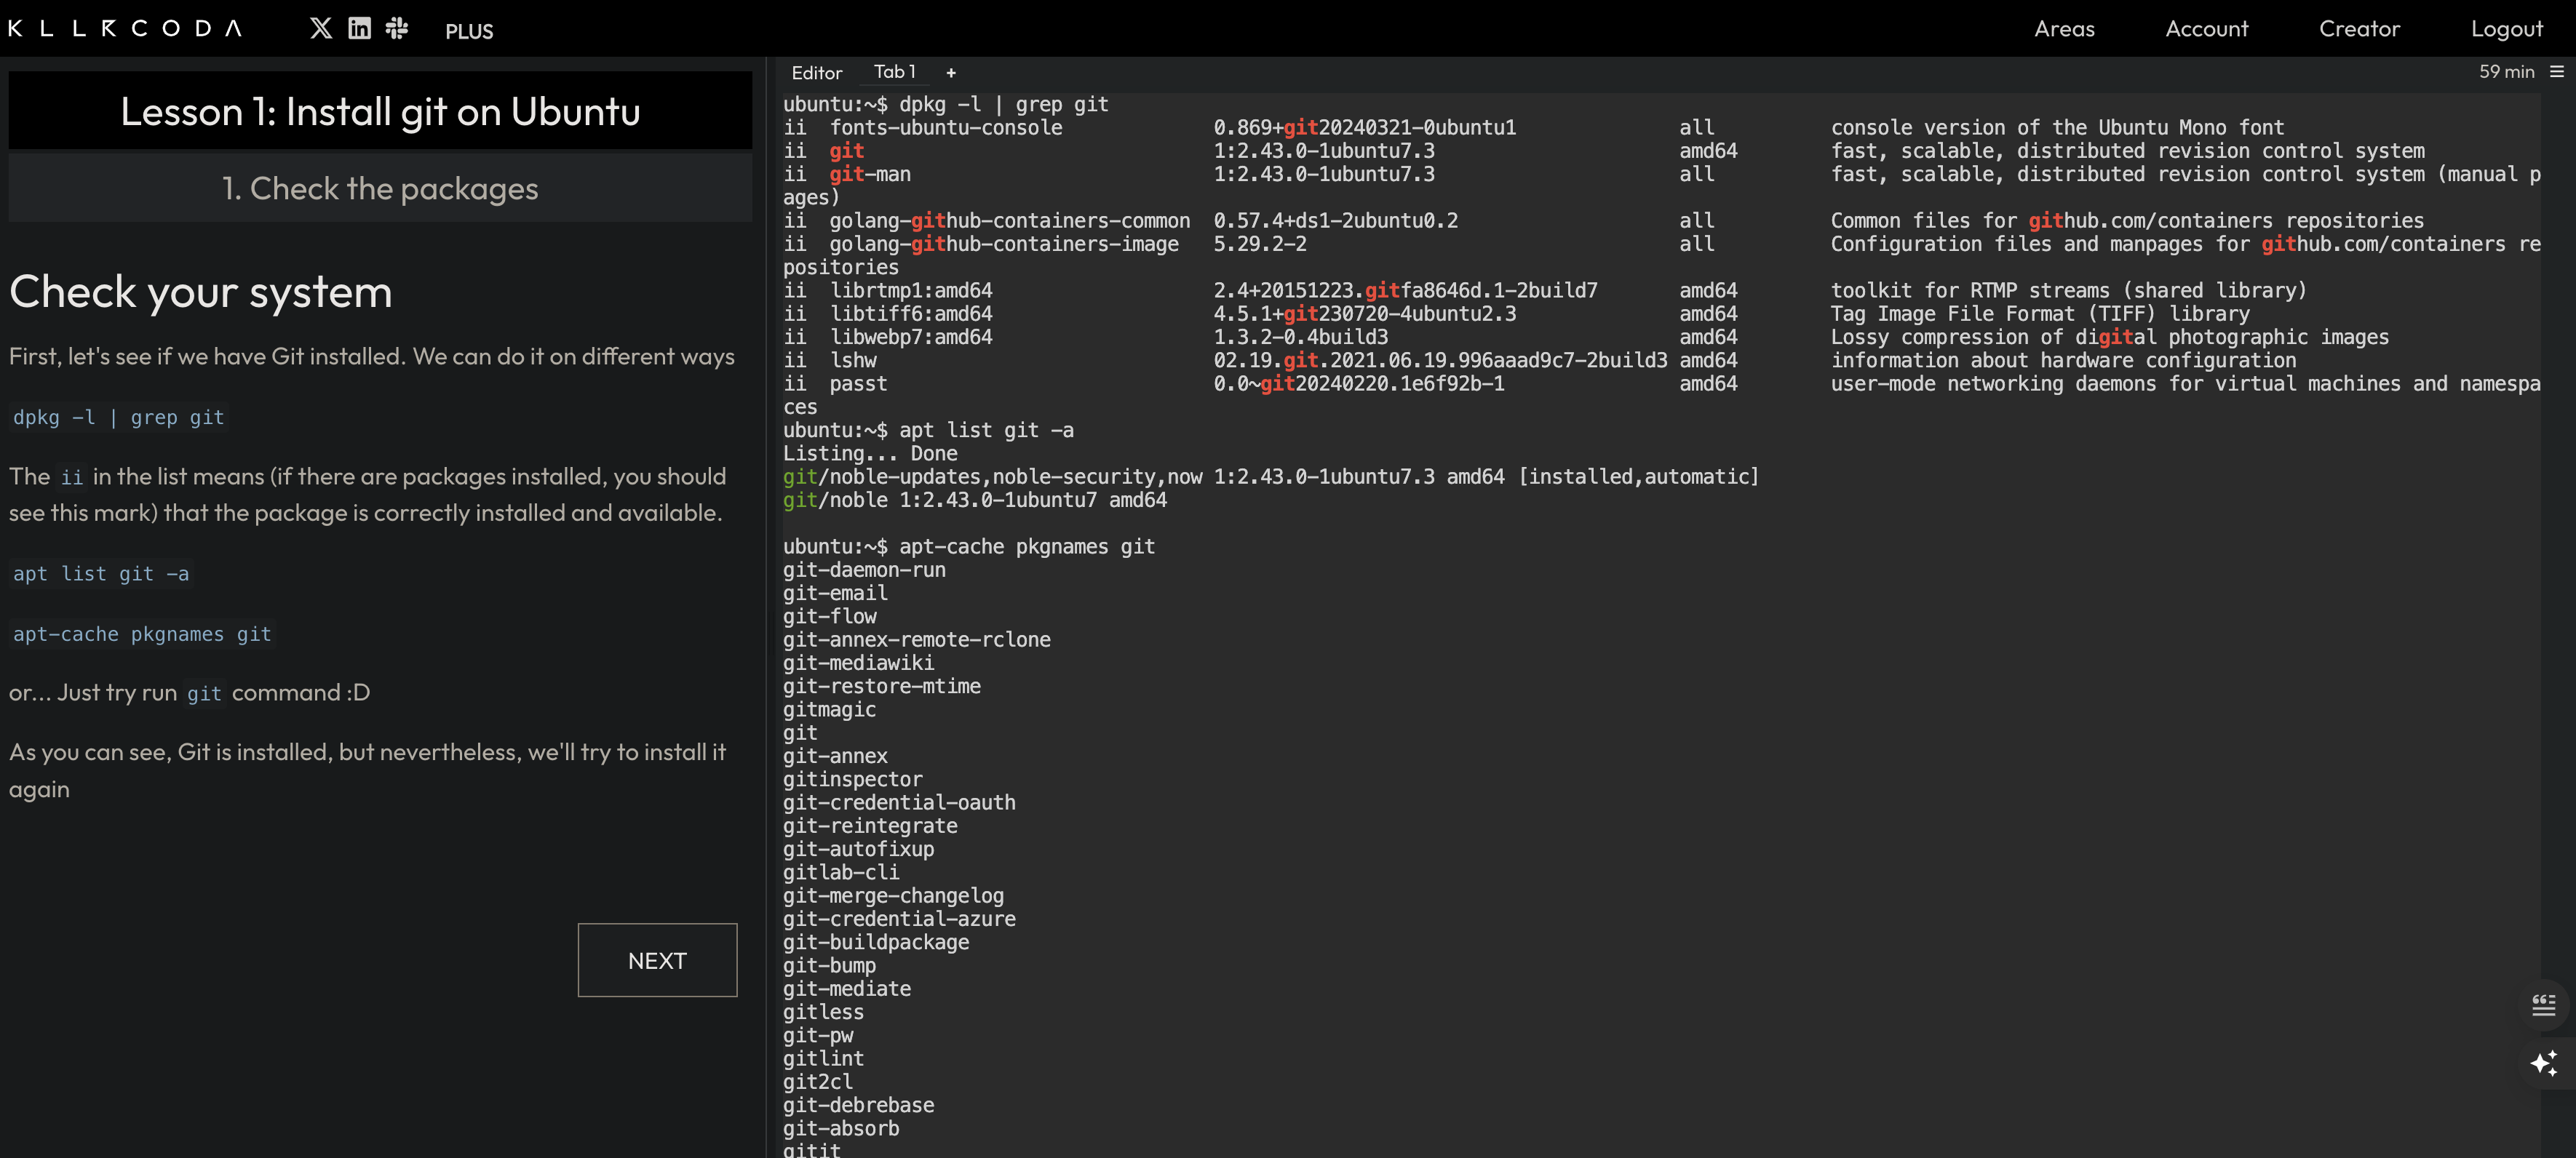 KLLRCODA PLUS Areas Account Creator Logout
Lesson 1: Install git on Ubuntu
1. Check the packages
Check your system
First, let's see if we have Git installed. We can do it on different ways
dpkg -l | grep git
The ii in the list means (if there are packages installed, you should
see this mark) that the package is correctly installed and available.
apt list git -a
apt-cache pkgnames git
or... Just try run git command :D
As you can see, Git is installed, but nevertheless, we'll try to install it
again
NEXT
Editor Tab 1 + 59 min
ubuntu:~$ dpkg -l | grep git
ii fonts-ubuntu-console 0.869+git20240321-0ubuntu1 all console version of the Ubuntu Mono font
ii git 1:2.43.0-1ubuntu7.3 amd64 fast, scalable, distributed revision control system
ii git-man 1:2.43.0-1ubuntu7.3 all fast, scalable, distributed revision control system (manual p
ages)
ii golang-github-containers-common 0.57.4+ds1-2ubuntu0.2 all Common files for github.com/containers repositories
ii golang-github-containers-image 5.29.2-2 all Configuration files and manpages for github.com/containers re
positories
ii librtmp1:amd64 2.4+20151223.gitfa8646d.1-2build7 amd64 toolkit for RTMP streams (shared library)
ii libtiff6:amd64 4.5.1+git230720-4ubuntu2.3 amd64 Tag Image File Format (TIFF) library
ii libwebp7:amd64 1.3.2-0.4build3 amd64 Lossy compression of digital photographic images
ii lshw 02.19.git.2021.06.19.996aaad9c7-2build3 amd64 information about hardware configuration
ii passt 0.0~git20240220.1e6f92b-1 amd64 user-mode networking daemons for virtual machines and namespa
ces
ubuntu:~$ apt list git -a
Listing... Done
git/noble-updates,noble-security,now 1:2.43.0-1ubuntu7.3 amd64 [installed,automatic]
git/noble 1:2.43.0-1ubuntu7 amd64
ubuntu:~$ apt-cache pkgnames git
git-daemon-run
git-email
git-flow
git-annex-remote-rclone
git-mediawiki
git-restore-mtime
gitmagic
git
git-annex
gitinspector
git-credential-oauth
git-reintegrate
git-autofixup
gitlab-cli
git-merge-changelog
git-credential-azure
git-buildpackage
git-bump
git-mediate
gitless
git-pw
gitlint
git2cl
git-debrebase
git-absorb
gitit